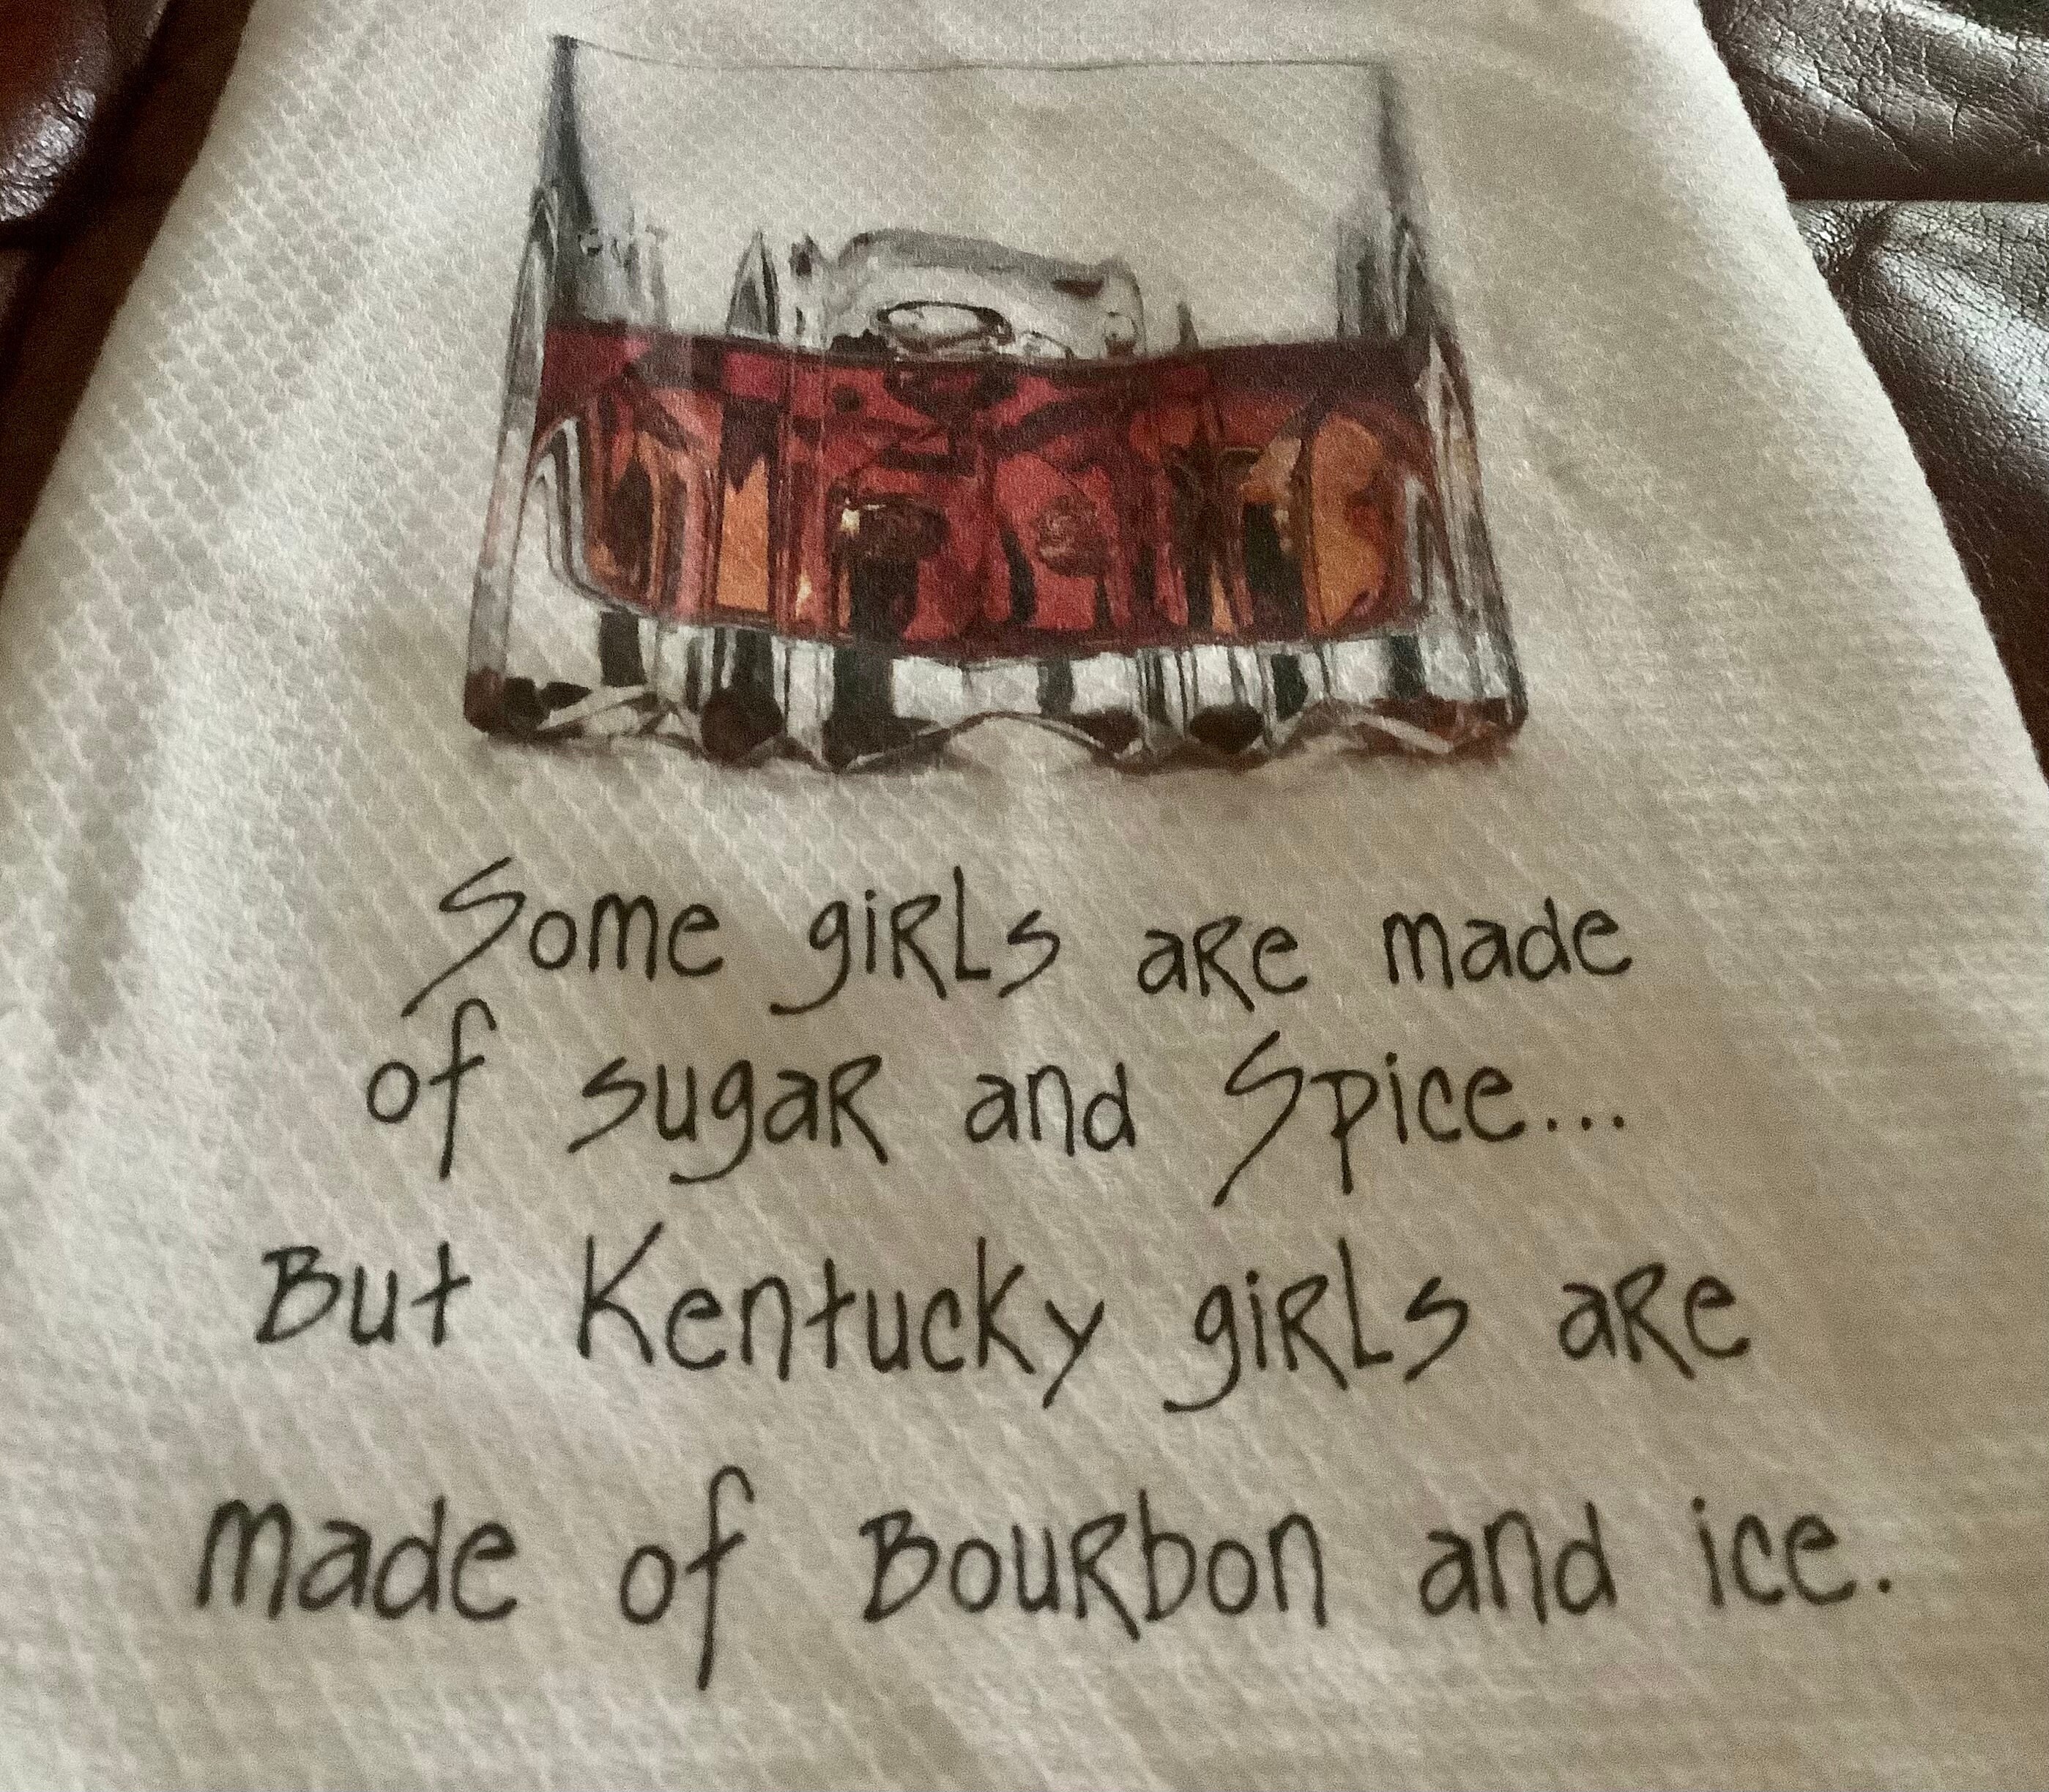 Some girls are made
of sugar and Spice...
But Kentucky girls are
made of Bourbon and ice.